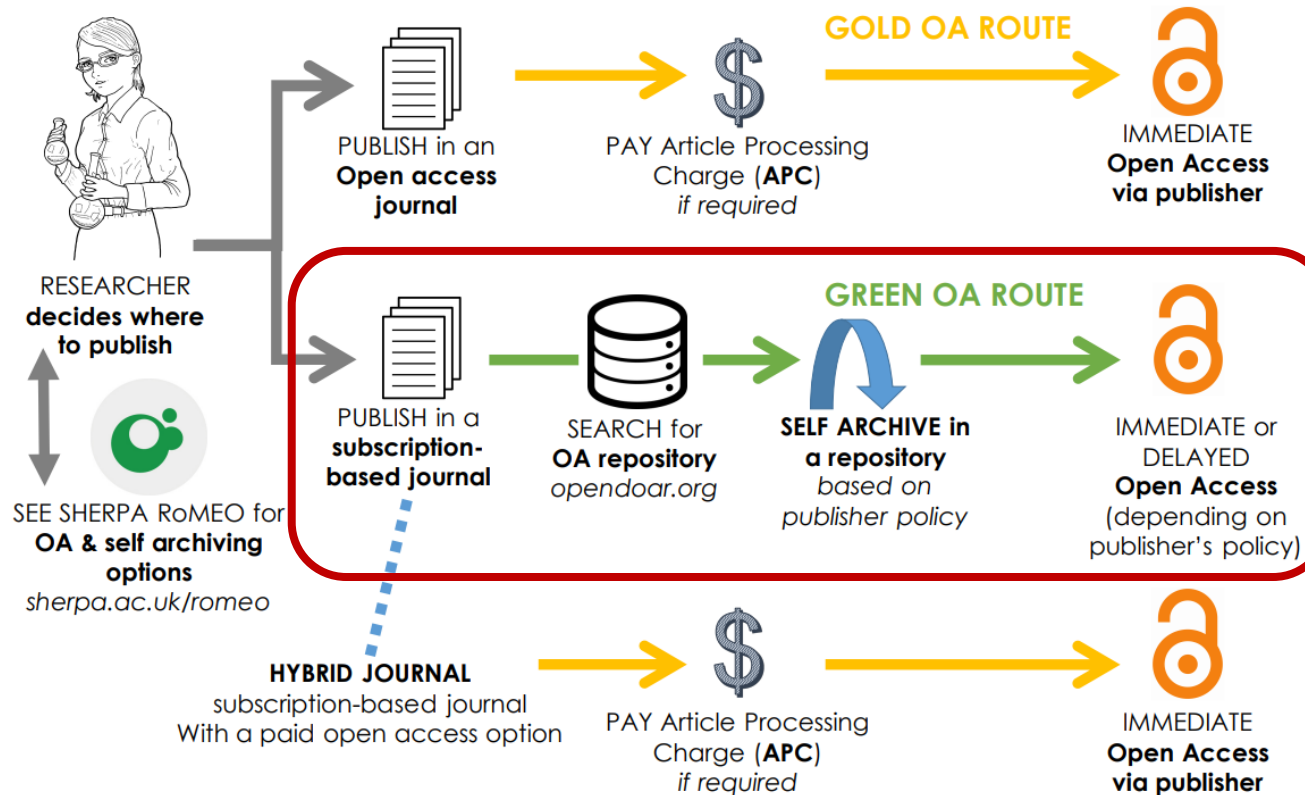 GOLD OA ROUTE
PUBLISH in an
Open access
journal
PAY Article Processing
Charge (APC)
if required
IMMEDIATE
Open Access
via publisher
RESEARCHER
decides where
to publish
SEE SHERPA RoMEO for
OA & self archiving
options
sherpa.ac.uk/romeo
GREEN OA ROUTE
PUBLISH in a
subscription-
based journal
SEARCH for
OA repository
opendoar.org
SELF ARCHIVE in
a repository
based on
publisher policy
IMMEDIATE or
DELAYED
Open Access
(depending on
publisher's policy)
HYBRID JOURNAL
subscription-based journal
With a paid open access option
PAY Article Processing
Charge (APC)
if required
IMMEDIATE
Open Access
via publisher